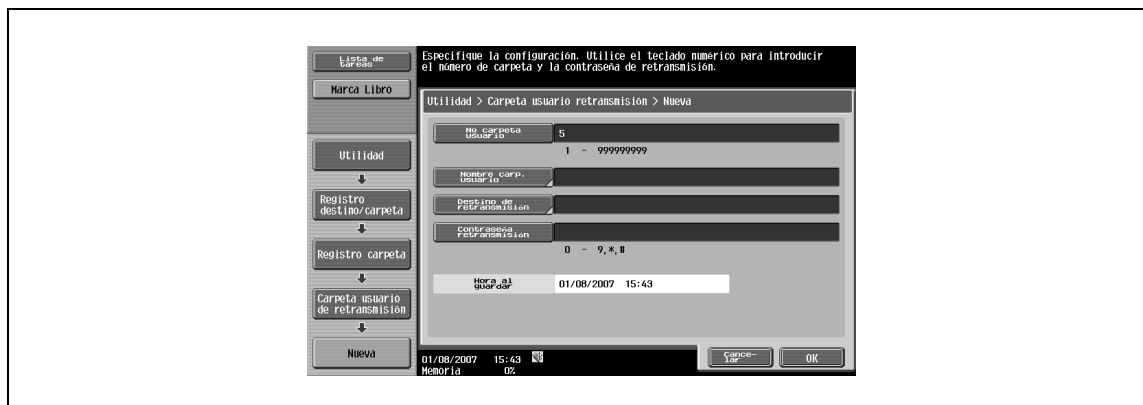 Lista de
tareas
Marca Libro
Utilidad
Registro
destino/carpeta
Registro carpeta
Carpeta usuario
de retransmisión
Nueva
Especifique la configuración. Utilice el teclado numérico para introducir
el número de carpeta y la contraseña de retransmisión.
Utilidad > Carpeta usuario retransmisión > Nueva
No carpeta
usuario
5
1 - 999999999
Nombre carp.
usuario
Destino de
retransmisión
Contraseña
retransmisión
0 - 9,*,#
Hora al
guardar
01/08/2007 15:43
01/08/2007 15:43
Memoria 0%
Cance-
lar
OK